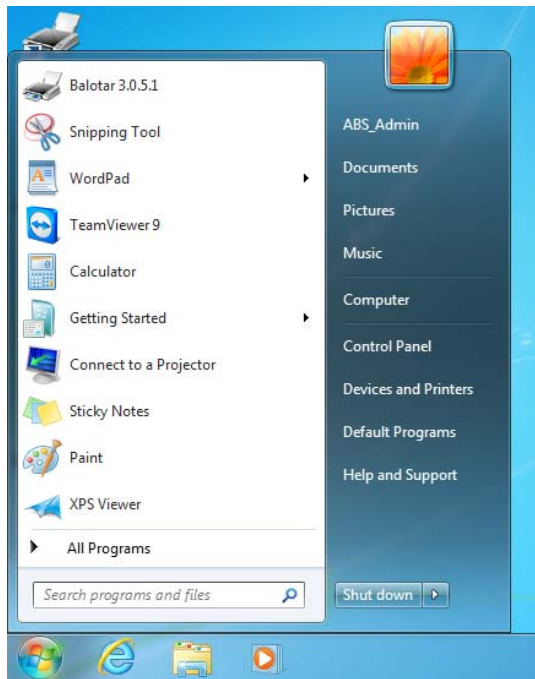 Balotar 3.0.5.1
Snipping Tool
WordPad
TeamViewer 9
Calculator
Getting Started
Connect to a Projector
Sticky Notes
Paint
XPS Viewer
All Programs
Search programs and files
ABS_Admin
Documents
Pictures
Music
Computer
Control Panel
Devices and Printers
Default Programs
Help and Support
Shut down